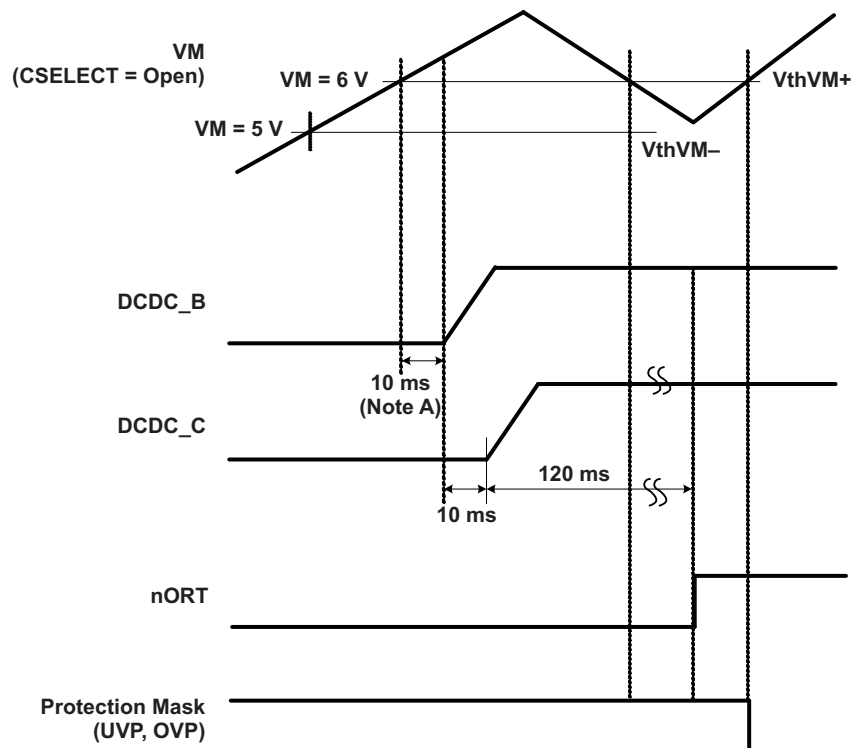 VM
(CSELECT = Open)
VM = 6 V
VthVM+
VM = 5 V
VthVM–
DCDC_B
10 ms
(Note A)
DCDC_C
120 ms
10 ms
nORT
Protection Mask
(UVP, OVP)